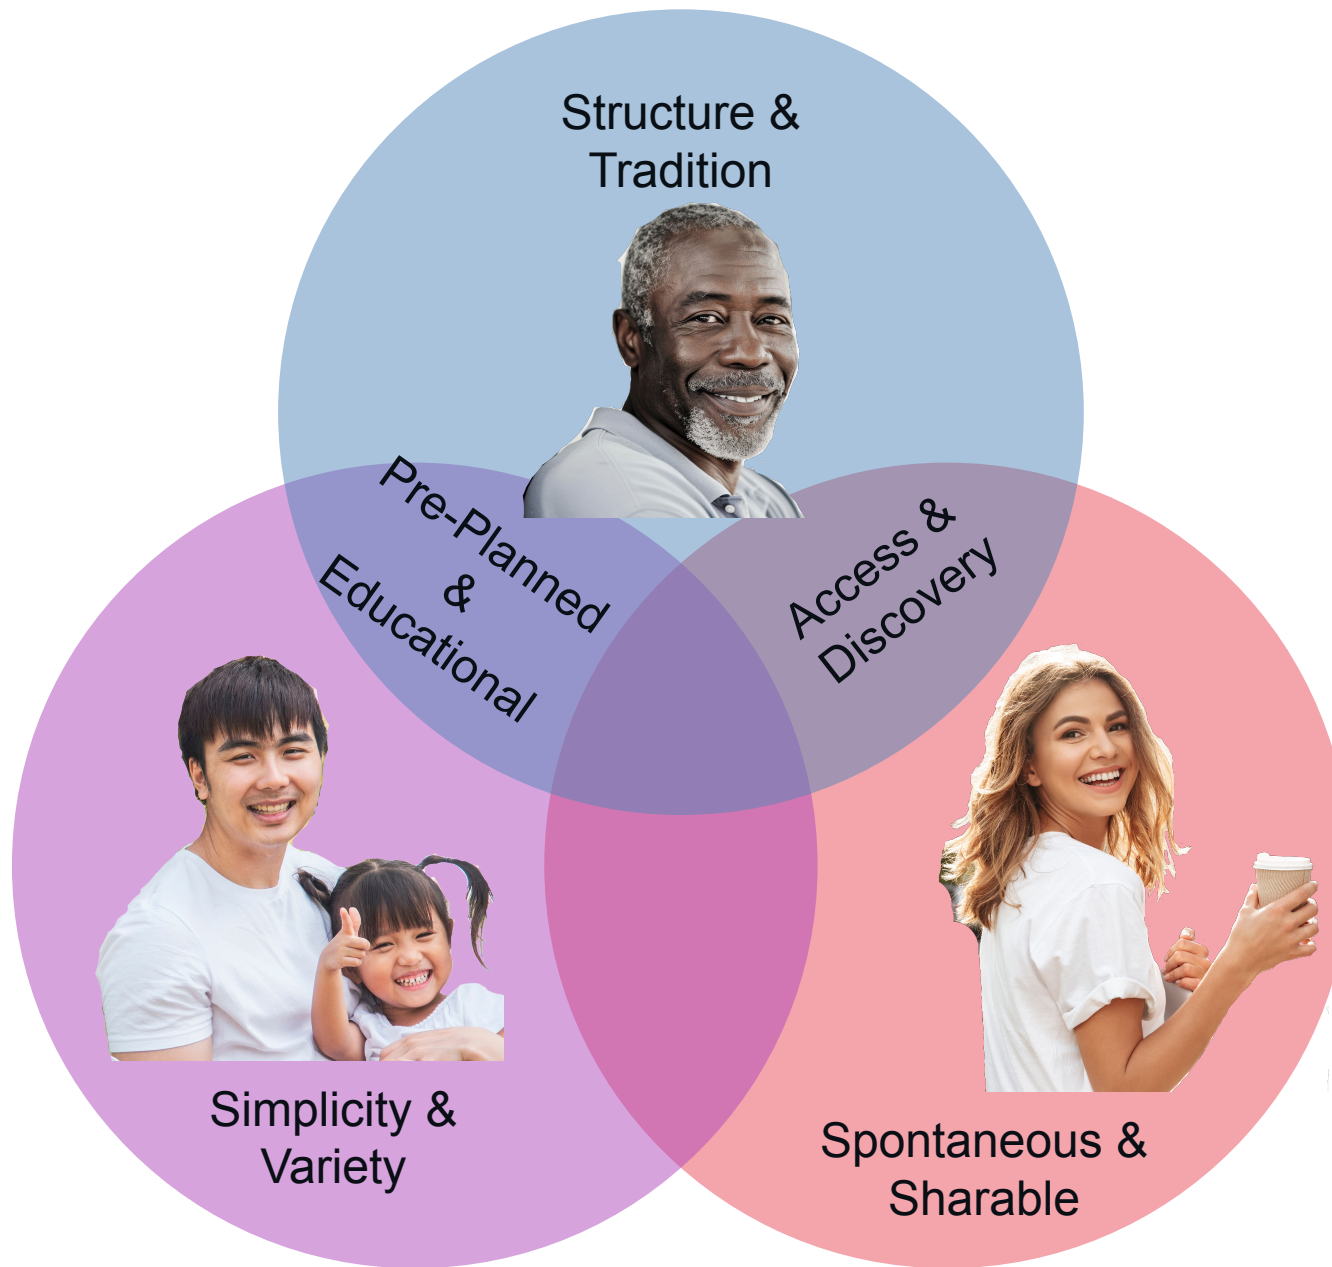 Structure &
Tradition
Pre-Planned
&
Educational
Access &
Discovery
Simplicity &
Variety
Spontaneous &
Sharable